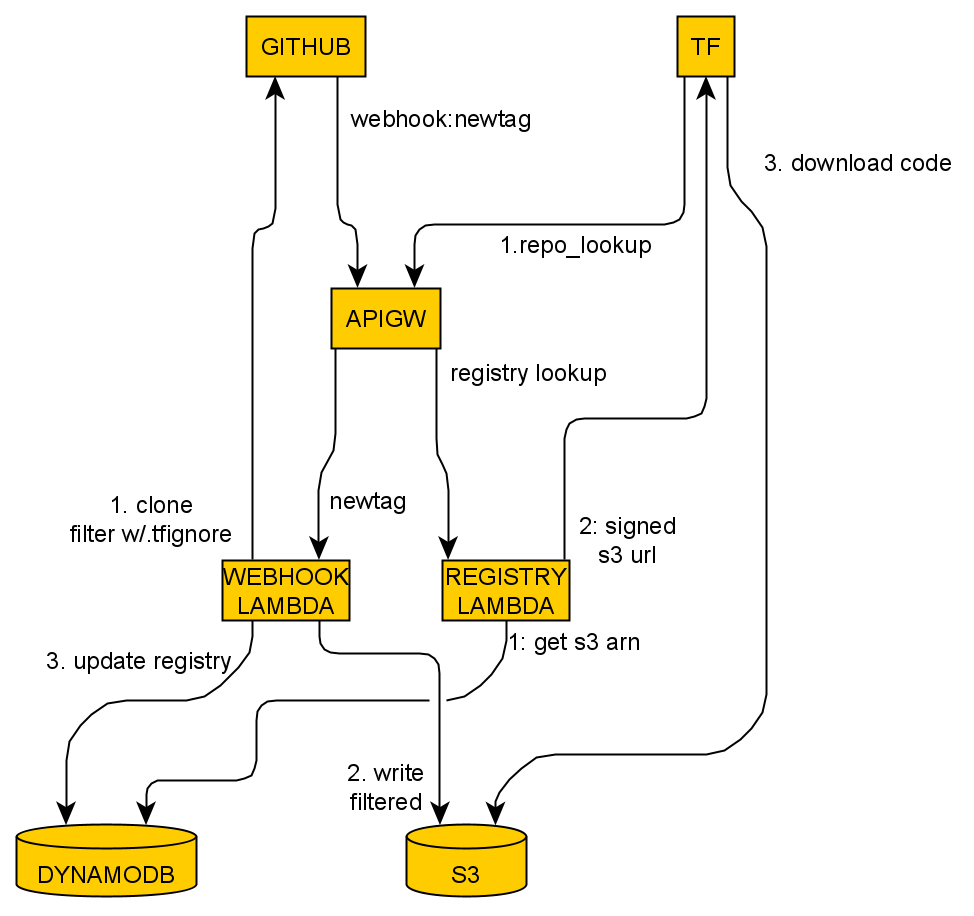 GITHUB
TF
webhook:newtag
3. download code
1.repo_lookup
APIGW
registry lookup
newtag
1. clone
filter w/.tfignore
2: signed
s3 url
WEBHOOK
LAMBDA
REGISTRY
LAMBDA
1: get s3 arn
3. update registry
2. write
filtered
DYNAMODB
S3